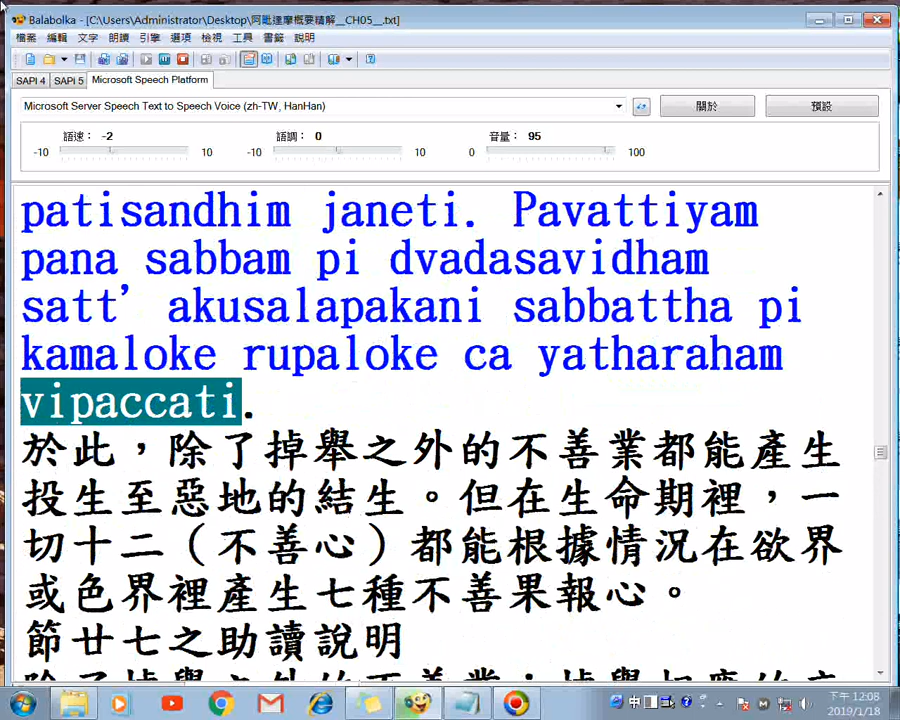 Balabolka - [C:\Users\Administrator\Desktop\阿毗達摩概要精解__CH05__.txt]
檔案 編輯 文字 朗讀 引擎 選項 檢視 工具 書籤 說明
SAPI 4 SAPI 5 Microsoft Speech Platform
Microsoft Server Speech Text to Speech Voice (zh-TW, HanHan) 關於 預設
語速： -2 語調： 0 音量： 95
-10 10 -10 10 0 100
patisandhim janeti. Pavattiyam
pana sabbam pi dvadasavidham
satt' akusalapakani sabbattha pi
kamaloke rupaloke ca yatharaham
vipaccati.
於此，除了掉舉之外的不善業都能產生
投生至惡地的結生。但在生命期裡，一
切十二（不善心）都能根據情況在欲界
或色界裡產生七種不善果報心。
節廿七之助讀說明
中
下午 12:08
2019/1/18